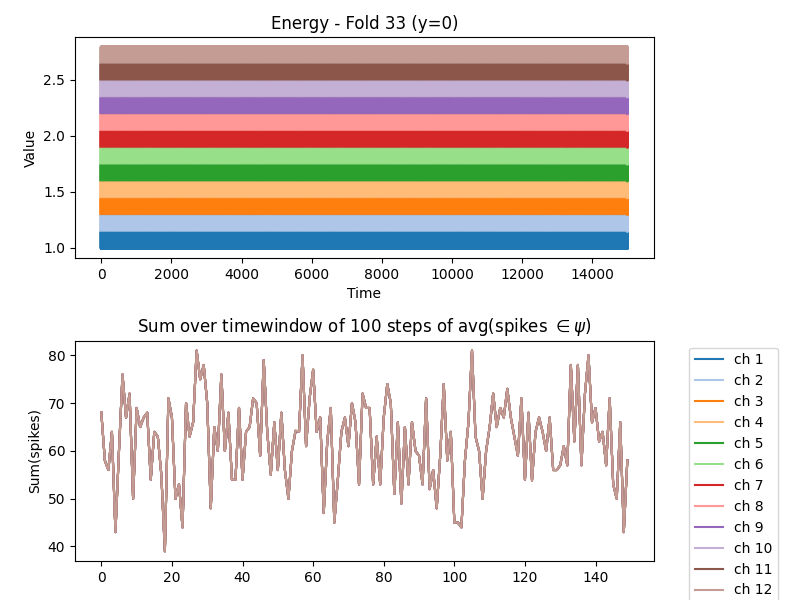 Energy - Fold 33 (y=0)
Value
2.5
2.0
1.5
1.0
0 2000 4000 6000 8000 10000 12000 14000
Time
Sum over timewindow of 100 steps of avg(spikes ∈ψ)
Sum(spikes)
80
70
60
50
40
0 20 40 60 80 100 120 140
ch 1
ch 2
ch 3
ch 4
ch 5
ch 6
ch 7
ch 8
ch 9
ch 10
ch 11
ch 12